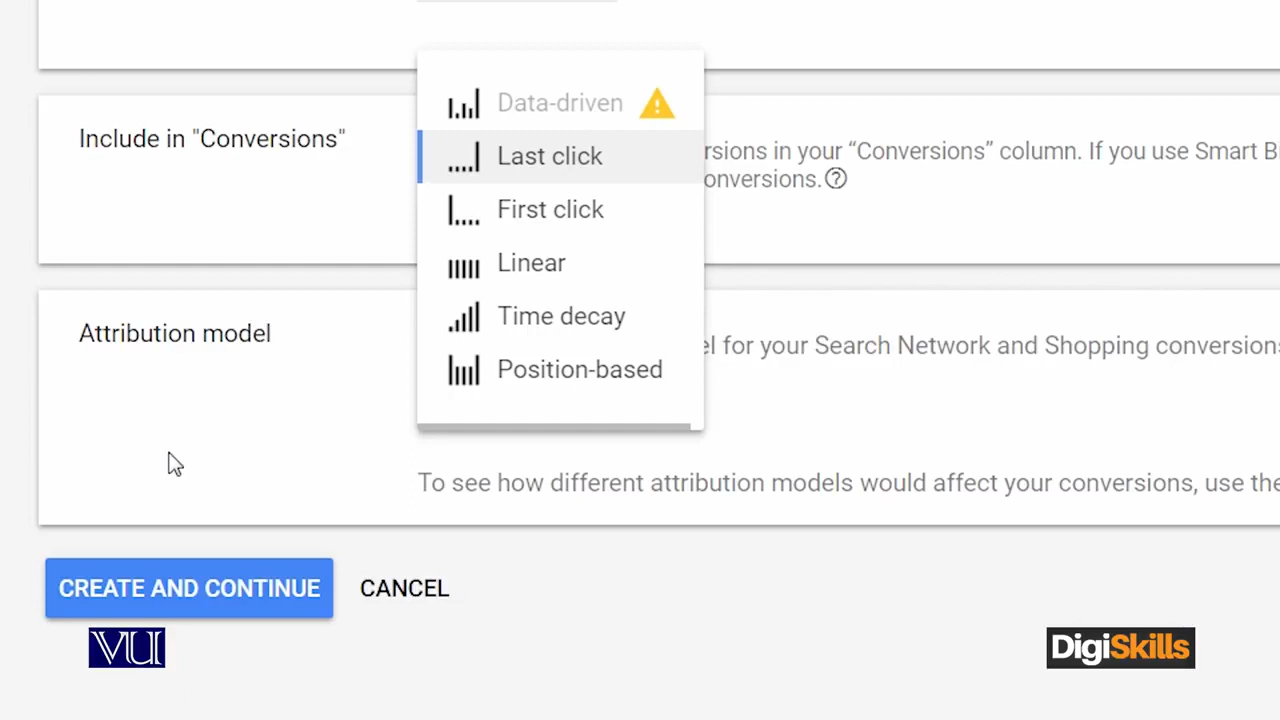 Data-driven
Include in "Conversions"
rsions in your “Conversions” column. If you use Smart
Last click
onversions.
First click
Linear
Time decay
Attribution model
for your Search Network and Shopping conversions
Position-based
To see how different attribution models would affect your conversions, use the
CREATE AND CONTINUE
CANCEL
VU
DigiSkills